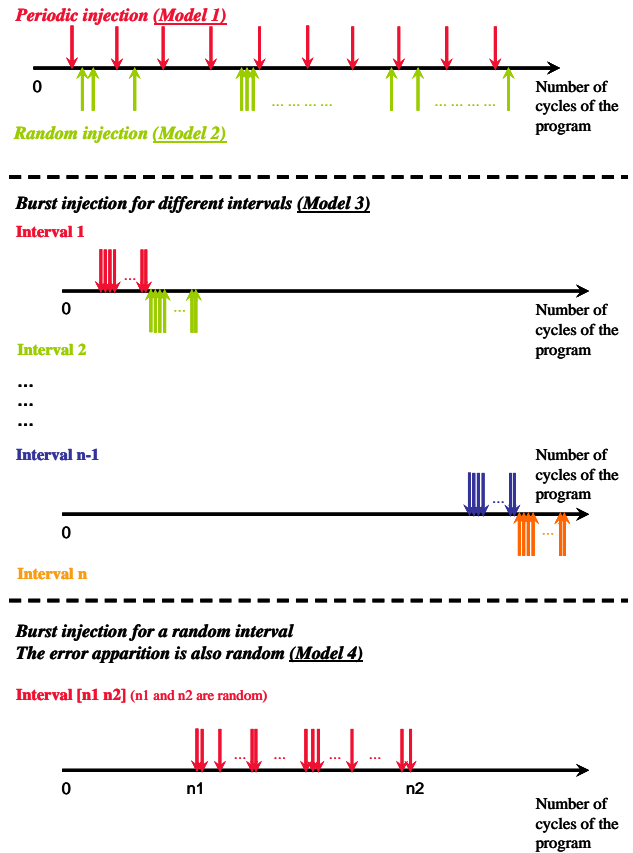 Periodic injection (Model 1)
0
Number of
cycles of the
program
... ... ... ...
... ... ... ...
Random injection (Model 2)
Burst injection for different intervals (Model 3)
Interval 1
...
0
Number of
cycles of the
program
...
Interval 2
...
...
...
Interval n-1
Number of
cycles of the
program
...
0
...
Interval n
Burst injection for a random interval
The error apparition is also random (Model 4)
Interval [n1 n2] (n1 and n2 are random)
... ... ... ...
0 n1 n2
Number of
cycles of the
program